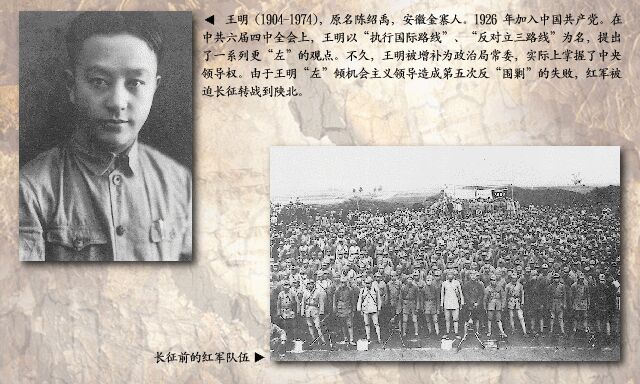 ◀ 王明(1904-1974),原名陈绍禹,安徽金寨人。1926 年加入中国共产党。在
中共六届四中全会上,王明以“执行国际路线”、“反对立三路线”为名,提出
了一系列更“左”的观点。不久,王明被增补为政治局常委,实际上掌握了中央
领导权。由于王明“左”倾机会主义领导造成第五次反“围剿”的失败,红军被
迫长征转战到陕北。
长征前的红军队伍 ▶